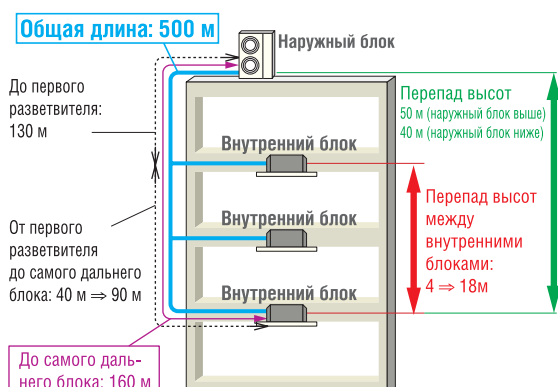 Общая длина: 500 м
Наружный блок
До первого
разветвителя:
130 м
Перепад высот
50 м (наружный блок выше)
40 м (наружный блок ниже)
Внутренний блок
Перепад высот
между
внутренними
блоками:
4 ⇒ 18м
От первого
разветвителя
до самого дальнего
блока: 40 м ⇒ 90 м
Внутренний блок
Внутренний блок
До самого даль-
него блока: 160 м